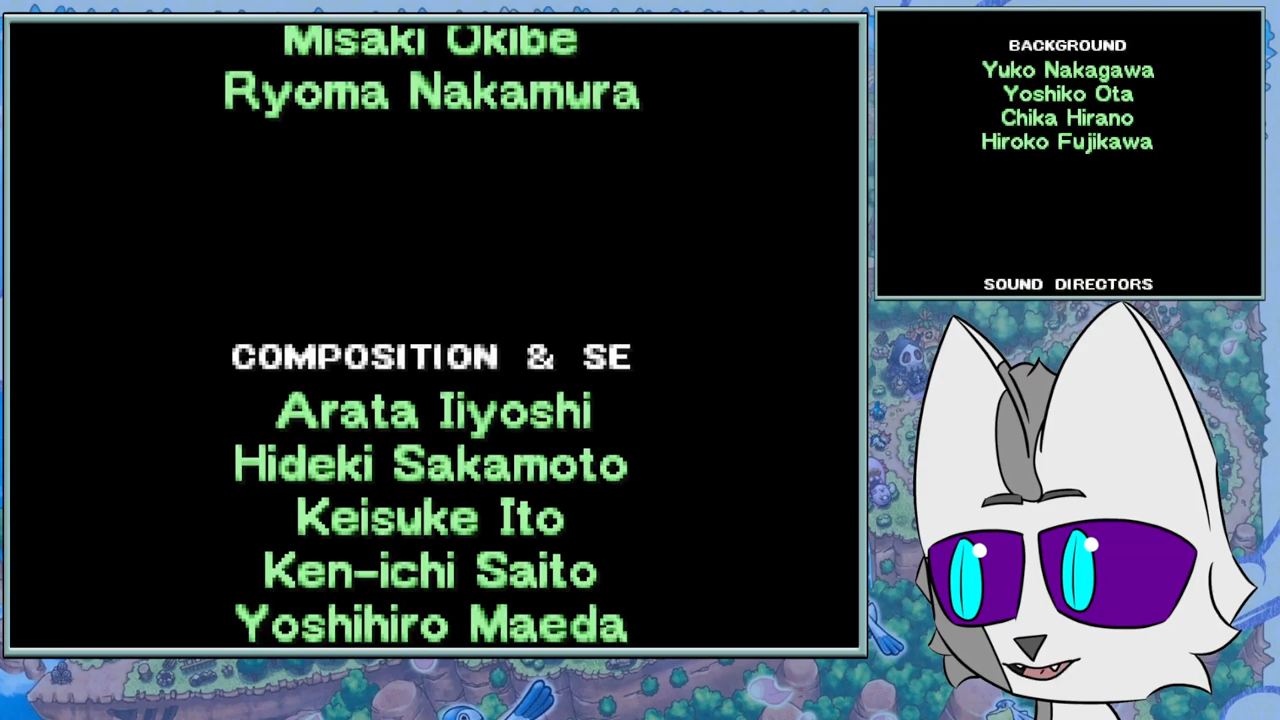 Misaki Okibe
Ryoma Nakamura
COMPOSITION & SE
Arata Iiyoshi
Hideki Sakamoto
Keisuke Ito
Ken-ichi Saito
Yoshihiro Maeda
BACKGROUND
Yuko Nakagawa
Yoshiko Ota
Chika Hirano
Hiroko Fujikawa
SOUND DIRECTORS